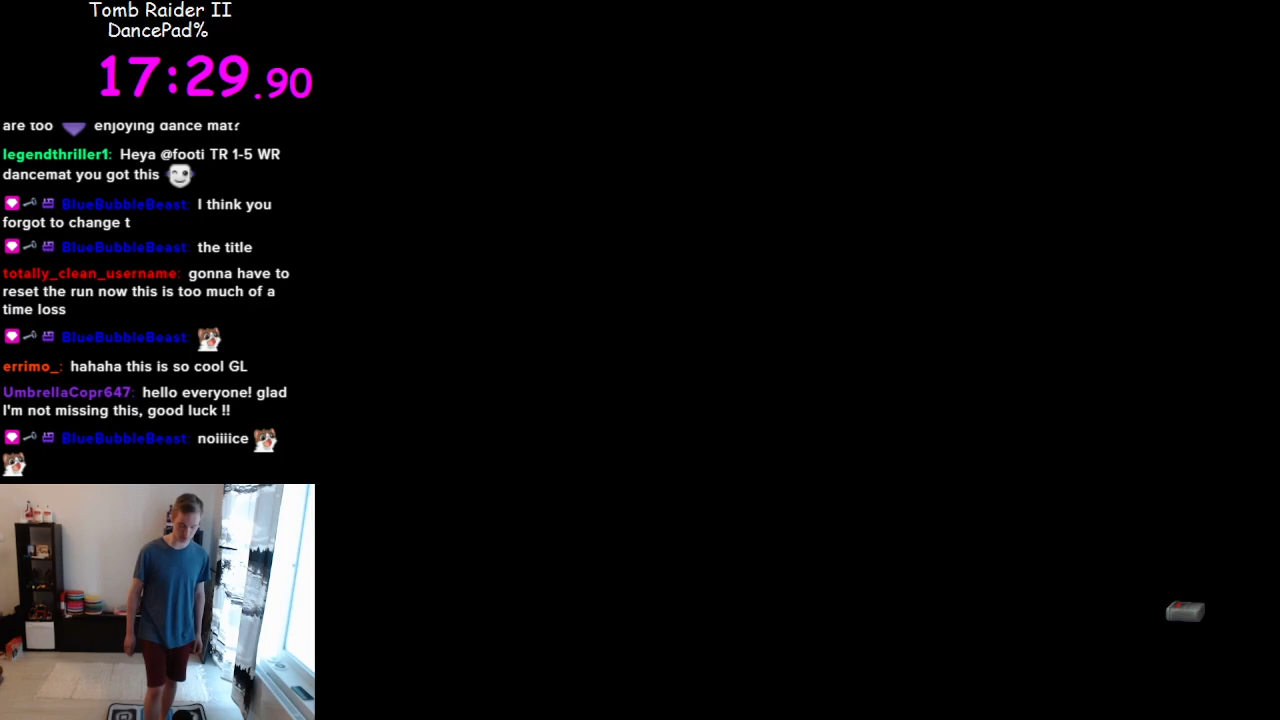 Tomb Raider II
DancePad%
17:29.90
are too enjoying dance mat?
legendthriller1: Heya @footi TR 1-5 WR
dancemat you got this
BlueBubbleBeast: I think you
forgot to change t
BlueBubbleBeast: the title
totally_clean_username: gonna have to
reset the run now this is too much of a
time loss
BlueBubbleBeast:
errimo_: hahaha this is so cool GL
UmbrellaCopr647: hello everyone! glad
I'm not missing this, good luck !!
BlueBubbleBeast: noiiiice